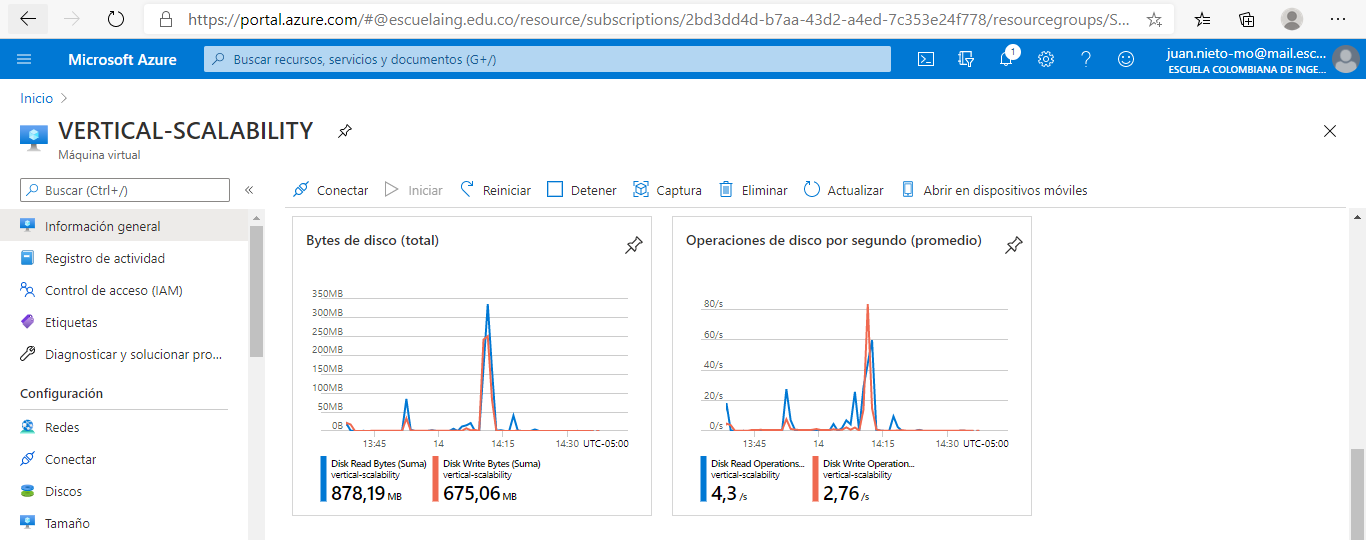 https://portal.azure.com/#@escuelaing.edu.co/resource/subscriptions/2bd3dd4d-b7aa-43d2-a4ed-7c353e24f778/resourcegroups/S...
Microsoft Azure
Buscar recursos, servicios y documentos (G+/)
1
juan.nieto-mo@mail.esc...
ESCUELA COLOMBIANA DE INGE...
Inicio
VERTICAL-SCALABILITY
Máquina virtual
Buscar (Ctrl+/)
Conectar
Iniciar
Reiniciar
Detener
Captura
Eliminar
Actualizar
Abrir en dispositivos móviles
Información general
Registro de actividad
Control de acceso (IAM)
Etiquetas
Diagnosticar y solucionar pro...
Configuración
Redes
Conectar
Discos
Tamaño
Bytes de disco (total)
350MB
300MB
250MB
200MB
150MB
100MB
50MB
0B
13:45 14 14:15 14:30 UTC-05:00
Disk Read Bytes (Suma)
vertical-scalability
878,19 MB
Disk Write Bytes (Suma)
vertical-scalability
675,06 MB
Operaciones de disco por segundo (promedio)
80/s
60/s
40/s
20/s
0/s
13:45 14 14:15 14:30 UTC-05:00
Disk Read Operations...
vertical-scalability
4,3 /s
Disk Write Operation...
vertical-scalability
2,76 /s